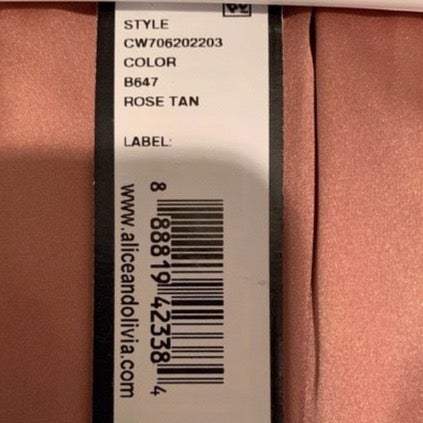 STYLE
CW706202203
COLOR
B647
ROSE TAN
LABEL:
8 88819 42338 4
www.aliceandolivia.com